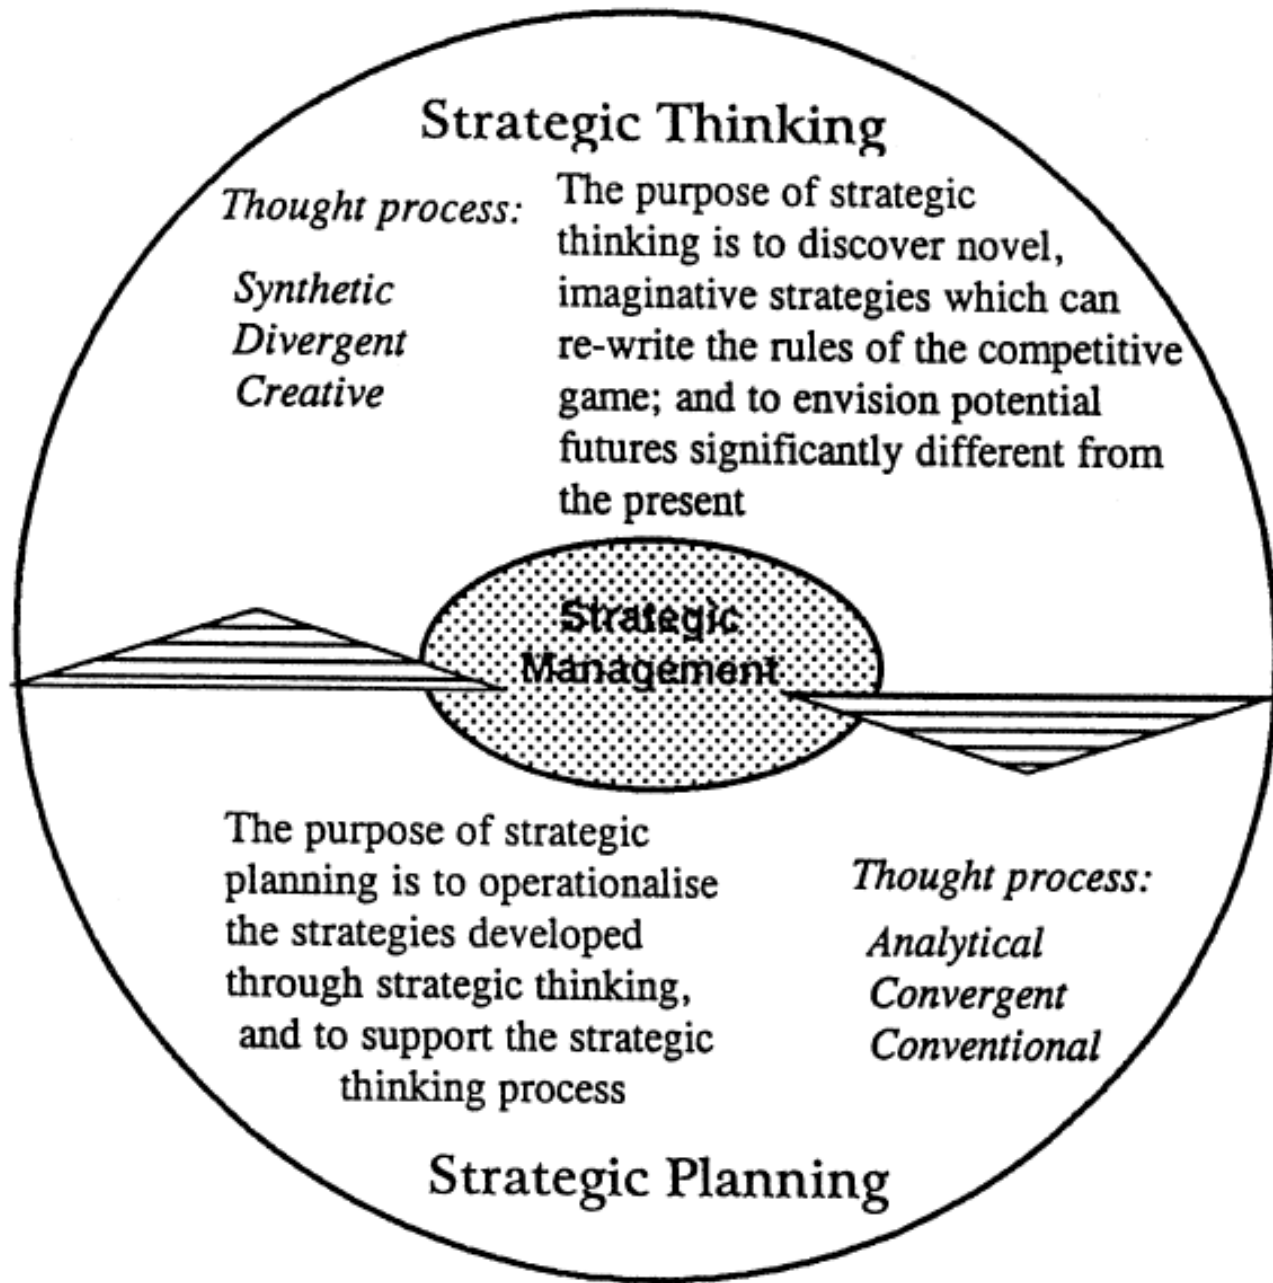 Strategic Thinking
Thought process:
Synthetic
Divergent
Creative
The purpose of strategic
thinking is to discover novel,
imaginative strategies which can
re-write the rules of the competitive
game; and to envision potential
futures significantly different from
the present
Strategic
Management
The purpose of strategic
planning is to operationalise
the strategies developed
through strategic thinking,
and to support the strategic
thinking process
Thought process:
Analytical
Convergent
Conventional
Strategic Planning